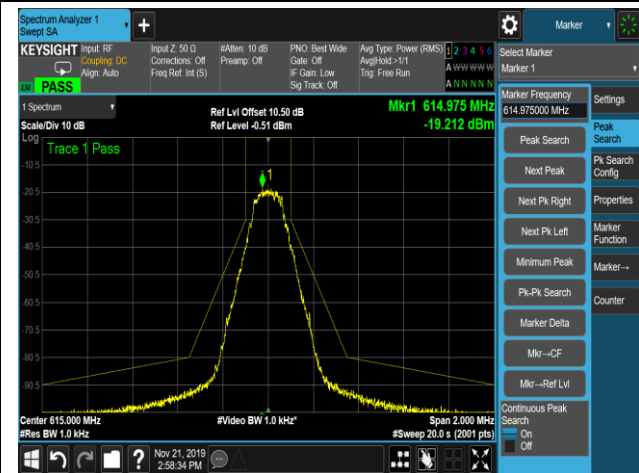 Spectrum Analyzer 1
Swept SA
+
Marker
KEYSIGHT
Input: RF
Coupling: DC
Align: Auto
Input Z: 50 Ω
Corrections: Off
Freq Ref: Int (S)
#Atten: 10 dB
Preamp: Off
PNO: Best Wide
Gate: Off
IF Gain: Low
Sig Track: Off
Avg Type: Power (RMS)
Avg|Hold:>1/1
Trig: Free Run
1 2 3 4 5 6
A W W W W W
A N N N N N
PASS
Select Marker
Marker 1
1 Spectrum
Scale/Div 10 dB
Ref Lvl Offset 10.50 dB
Ref Level -0.51 dBm
Mkr1 614.975 MHz
-19.212 dBm
Log
Trace 1 Pass
1
-10.5
-20.5
-30.5
-40.5
-50.5
-60.5
-70.5
-80.5
-90.5
Center 615.000 MHz
#Res BW 1.0 kHz
#Video BW 1.0 kHz*
Span 2.000 MHz
#Sweep 20.0 s (2001 pts)
Marker Frequency
614.975000 MHz
Peak Search
Next Peak
Next Pk Right
Next Pk Left
Minimum Peak
Pk-Pk Search
Marker Delta
Mkr→CF
Mkr→Ref Lvl
Continuous Peak
Search
On
Off
Settings
Peak
Search
Pk Search
Config
Properties
Marker
Function
Marker→
Counter
?
Nov 21, 2019
2:58:34 PM